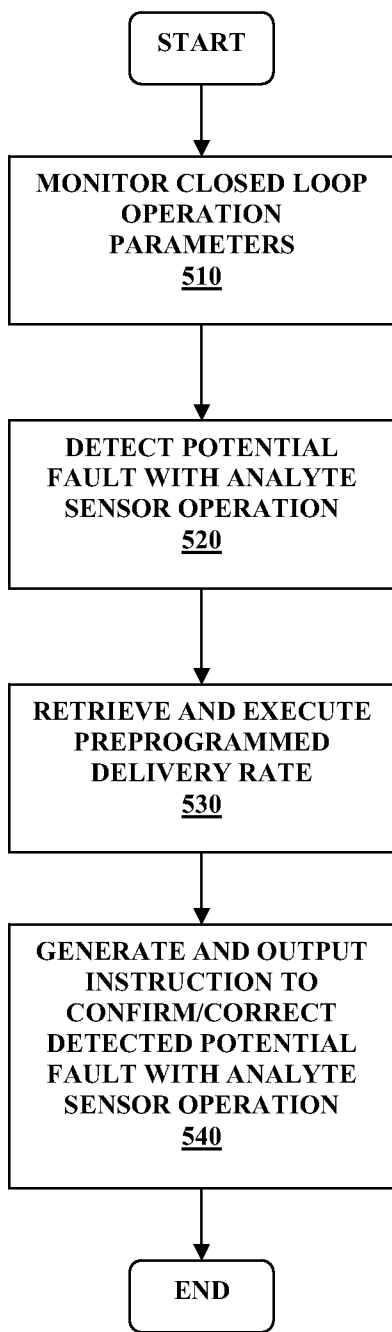 START
MONITOR CLOSED LOOP
OPERATION
PARAMETERS
510
DETECT POTENTIAL
FAULT WITH ANALYTE
SENSOR OPERATION
520
RETRIEVE AND EXECUTE
PREPROGRAMMED
DELIVERY RATE
530
GENERATE AND OUTPUT
INSTRUCTION TO
CONFIRM/CORRECT
DETECTED POTENTIAL
FAULT WITH ANALYTE
SENSOR OPERATION
540
END